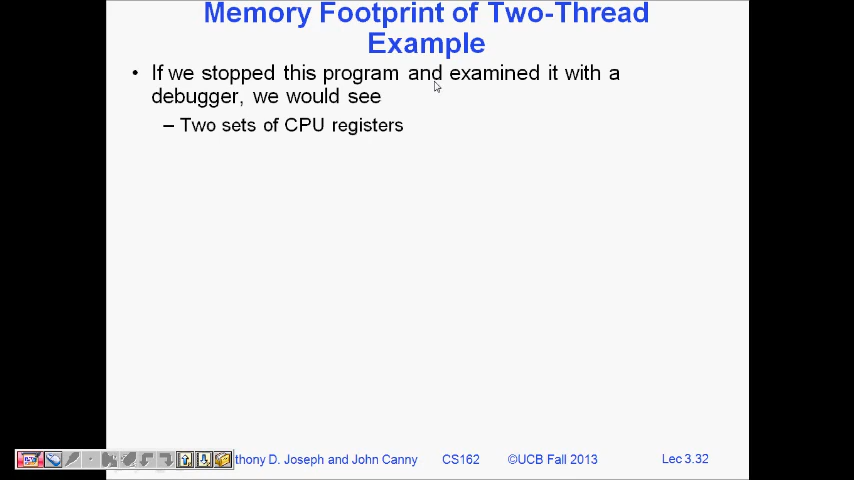 Memory Footprint of Two-Thread
Example
• If we stopped this program and examined it with a
debugger, we would see
– Two sets of CPU registers
thony D. Joseph and John Canny CS162 ©UCB Fall 2013 Lec 3.32